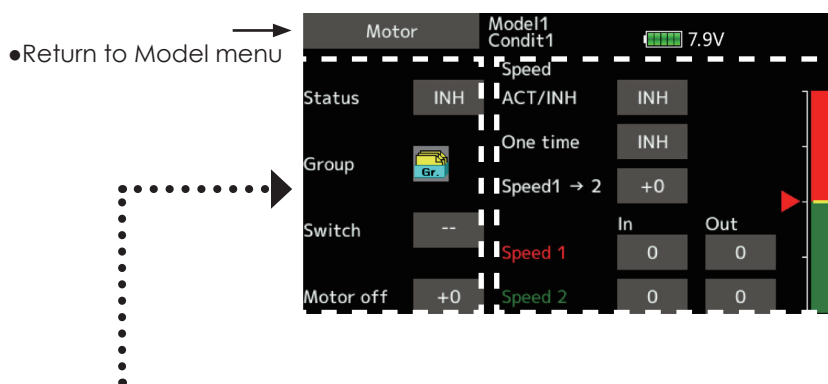 ●Return to Model menu
Motor
Model1
Condit1
7.9V
Status INH
Group Gr.
Switch --
Motor off +0
Speed
ACT/INH INH
One time INH
Speed1 → 2 +0
In Out
Speed 1 0 0
Speed 2 0 0